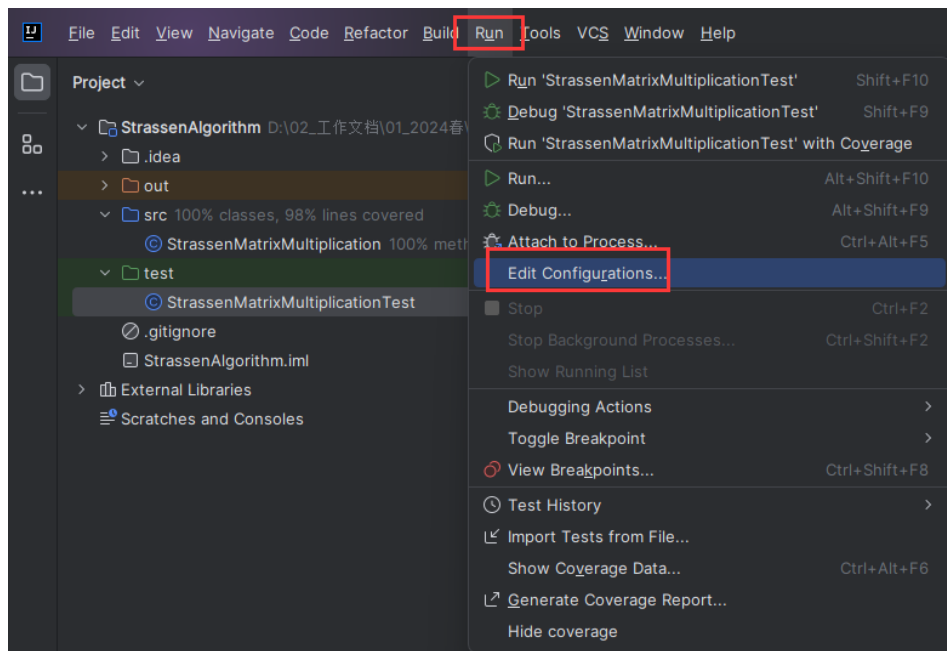 IJ
File Edit View Navigate Code Refactor Build Run Tools VCS Window Help
Project
StrassenAlgorithm D:\02_工作文档\01_2024春\
.idea
out
src 100% classes, 98% lines covered
StrassenMatrixMultiplication 100% meth
test
StrassenMatrixMultiplicationTest
.gitignore
StrassenAlgorithm.iml
External Libraries
Scratches and Consoles
Run 'StrassenMatrixMultiplicationTest' Shift+F10
Debug 'StrassenMatrixMultiplicationTest' Shift+F9
Run 'StrassenMatrixMultiplicationTest' with Coverage
Run... Alt+Shift+F10
Debug... Alt+Shift+F9
Attach to Process... Ctrl+Alt+F5
Edit Configurations...
Stop Ctrl+F2
Stop Background Processes... Ctrl+Shift+F2
Show Running List
Debugging Actions
Toggle Breakpoint
View Breakpoints... Ctrl+Shift+F8
Test History
Import Tests from File...
Show Coverage Data... Ctrl+Alt+F6
Generate Coverage Report...
Hide coverage